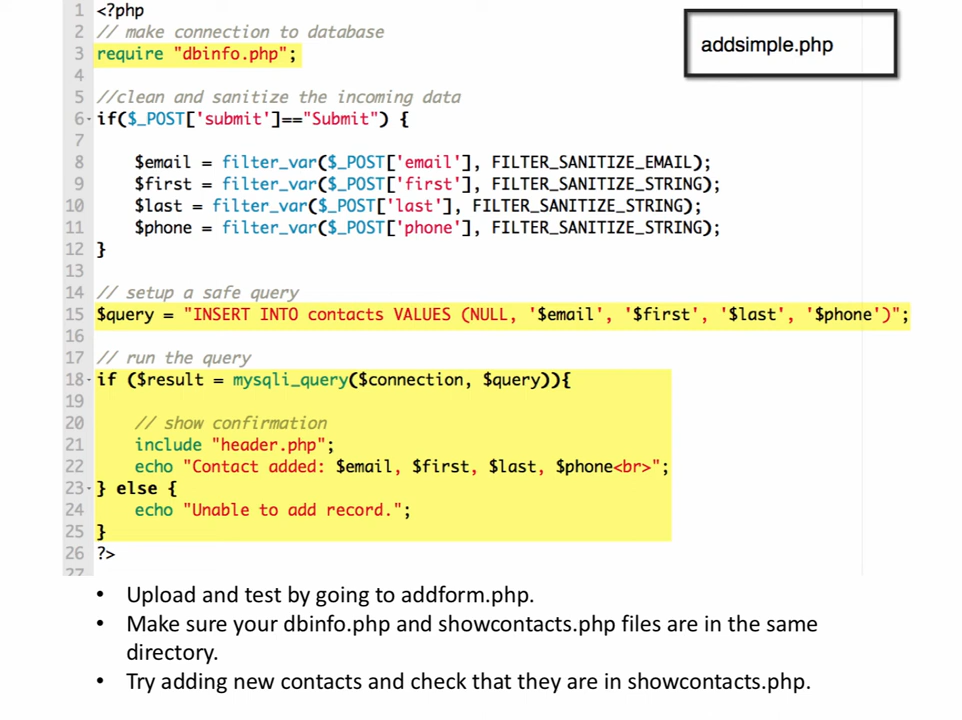 addsimple.php
1 <?php
2 // make connection to database
3 require "dbinfo.php";
4
5 //clean and sanitize the incoming data
6 if($_POST['submit']=="Submit") {
7
8 $email = filter_var($_POST['email'], FILTER_SANITIZE_EMAIL);
9 $first = filter_var($_POST['first'], FILTER_SANITIZE_STRING);
10 $last = filter_var($_POST['last'], FILTER_SANITIZE_STRING);
11 $phone = filter_var($_POST['phone'], FILTER_SANITIZE_STRING);
12 }
13
14 // setup a safe query
15 $query = "INSERT INTO contacts VALUES (NULL, '$email', '$first', '$last', '$phone')";
16
17 // run the query
18 if ($result = mysqli_query($connection, $query)){
19
20 // show confirmation
21 include "header.php";
22 echo "Contact added: $email, $first, $last, $phone<br>";
23 } else {
24 echo "Unable to add record.";
25 }
26 ?>
27
• Upload and test by going to addform.php.
• Make sure your dbinfo.php and showcontacts.php files are in the same
directory.
• Try adding new contacts and check that they are in showcontacts.php.